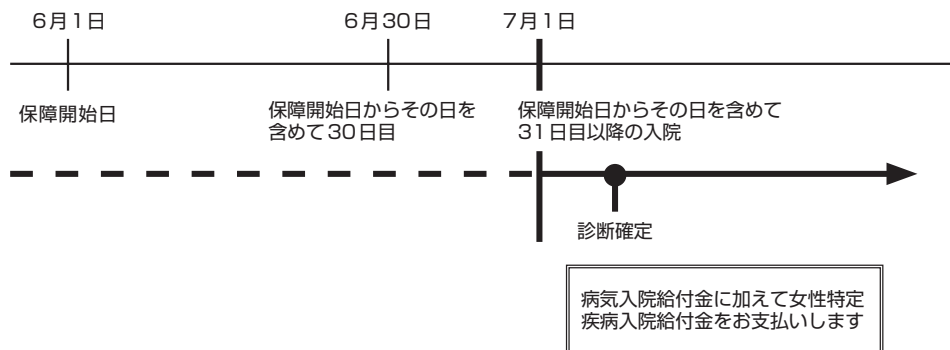 6月1日
6月30日
7月1日
保障開始日
保障開始日からその日を
含めて30日目
保障開始日からその日を含めて
31日目以降の入院
診断確定
病気入院給付金に加えて女性特定
疾病入院給付金をお支払いします